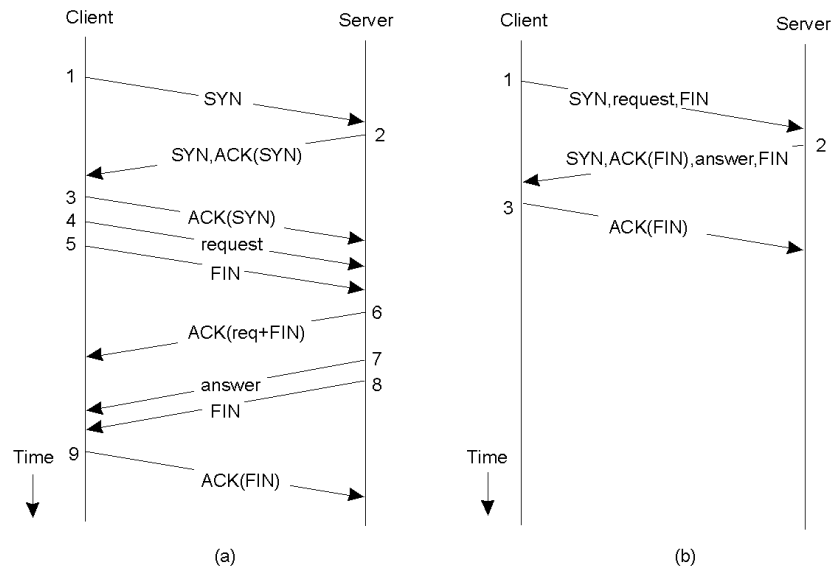 Client
Server
1
SYN
2
SYN,ACK(SYN)
3
ACK(SYN)
4
request
5
FIN
6
ACK(req+FIN)
7
answer
8
FIN
9
Time
ACK(FIN)
(a)
Client
Server
1
SYN,request,FIN
2
SYN,ACK(FIN),answer,FIN
3
ACK(FIN)
Time
(b)